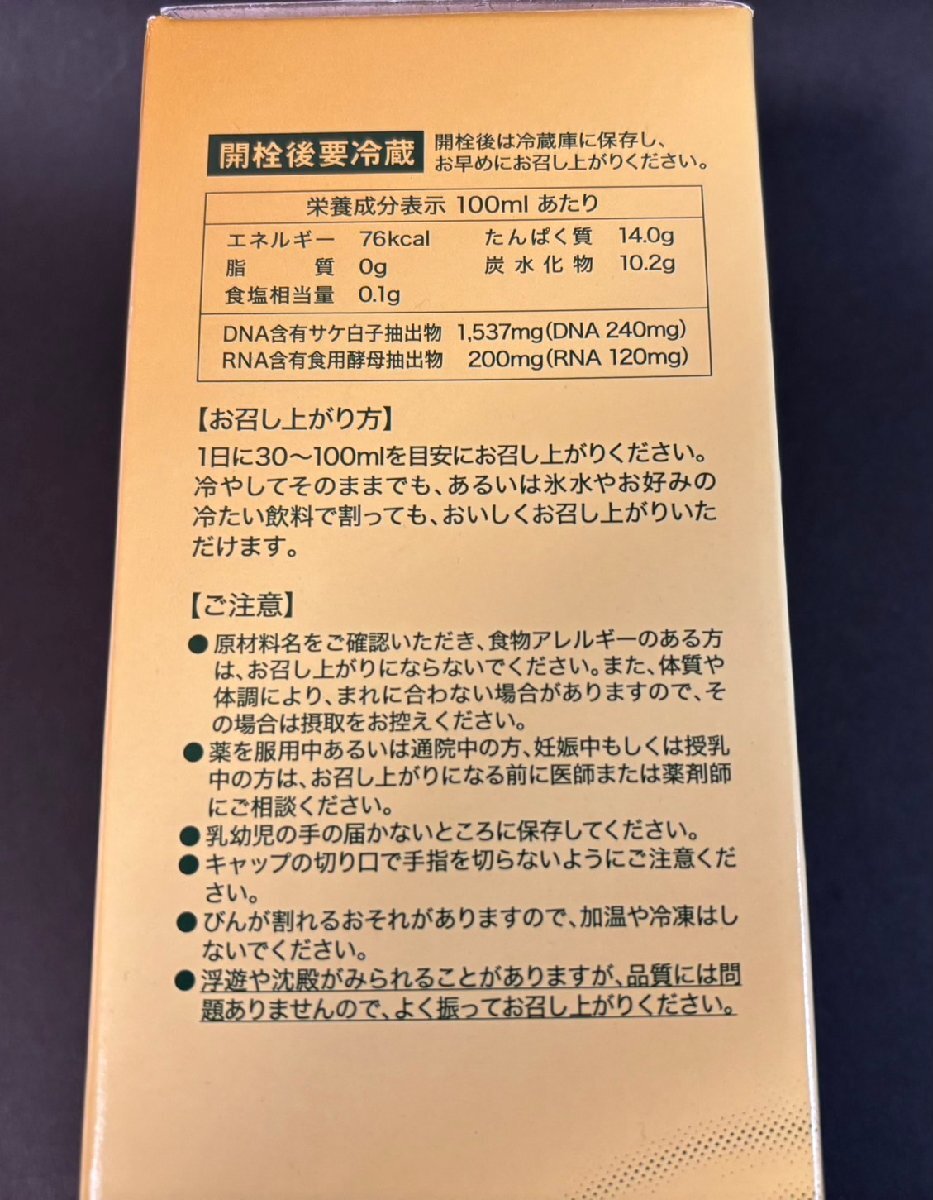 開栓後要冷蔵
開栓後は冷蔵庫に保存し、
お早めにお召し上がりください。
栄養成分表示 100ml あたり
エネルギー 76kcal たんぱく質 14.0g
脂質 0g 炭水化物 10.2g
食塩相当量 0.1g
DNA含有サケ白子抽出物 1,537mg(DNA 240mg)
RNA含有食用酵母抽出物 200mg(RNA 120mg)
【お召し上がり方】
1日に30〜100mlを目安にお召し上がりください。
冷やしてそのままでも、あるいは氷水やお好みの
冷たい飲料で割っても、おいしくお召し上がりいた
だけます。
【ご注意】
●原材料名をご確認いただき、食物アレルギーのある方
は、お召し上がりにならないでください。また、体質や
体調により、まれに合わない場合がありますので、そ
の場合は摂取をお控えください。
●薬を服用中あるいは通院中の方、妊娠中もしくは授乳
中の方は、お召し上がりになる前に医師または薬剤師
にご相談ください。
●乳幼児の手の届かないところに保存してください。
●キャップの切り口で手指を切らないようにご注意くだ
さい。
●びんが割れるおそれがありますので、加温や冷凍はし
ないでください。
●浮遊や沈殿がみられることがありますが、品質には問
題ありませんので、よく振ってお召し上がりください。